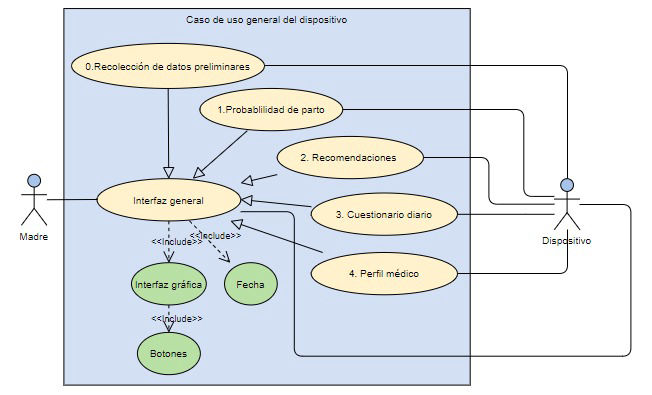 Caso de uso general del dispositivo
0.Recolección de datos preliminares
1.Probablilidad de parto
2. Recomendaciones
Interfaz general
3. Cuestionario diario
Madre
Dispositivo
<<Include>>
<<Include>>
4. Perfil médico
Interfaz gráfica
Fecha
<<Include>>
Botones